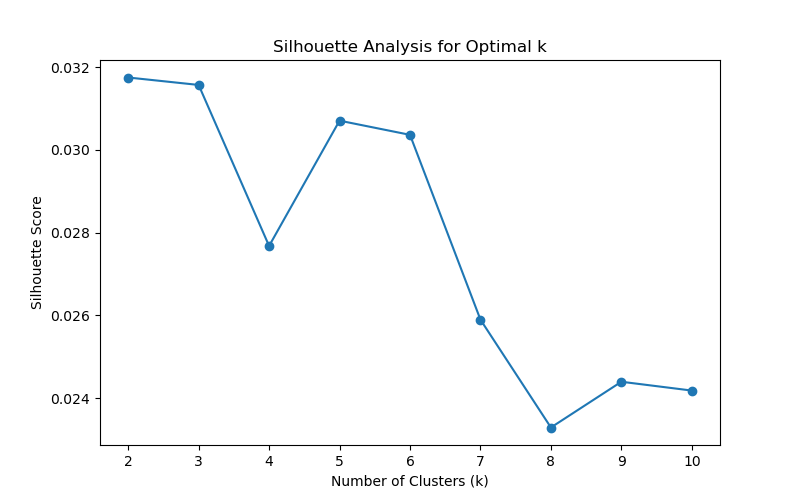 Silhouette Analysis for Optimal k
0.032
0.030
0.028
0.026
0.024
Silhouette Score
2 3 4 5 6 7 8 9 10
Number of Clusters (k)